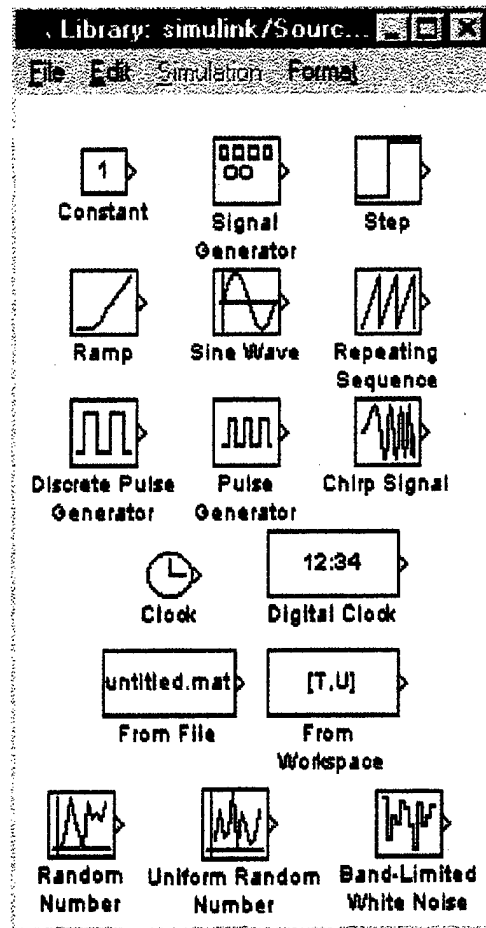 Library: simulink/Sourc...
File Edit Simulation Format
1
Constant
Signal
Generator
Step
Ramp
Sine Wave
Repeating
Sequence
Discrete Pulse
Generator
Pulse
Generator
Chirp Signal
Clock
12:34
Digital Clock
untitled.mat
From File
[T,U]
From
Workspace
Random
Number
Uniform Random
Number
Band-Limited
White Noise